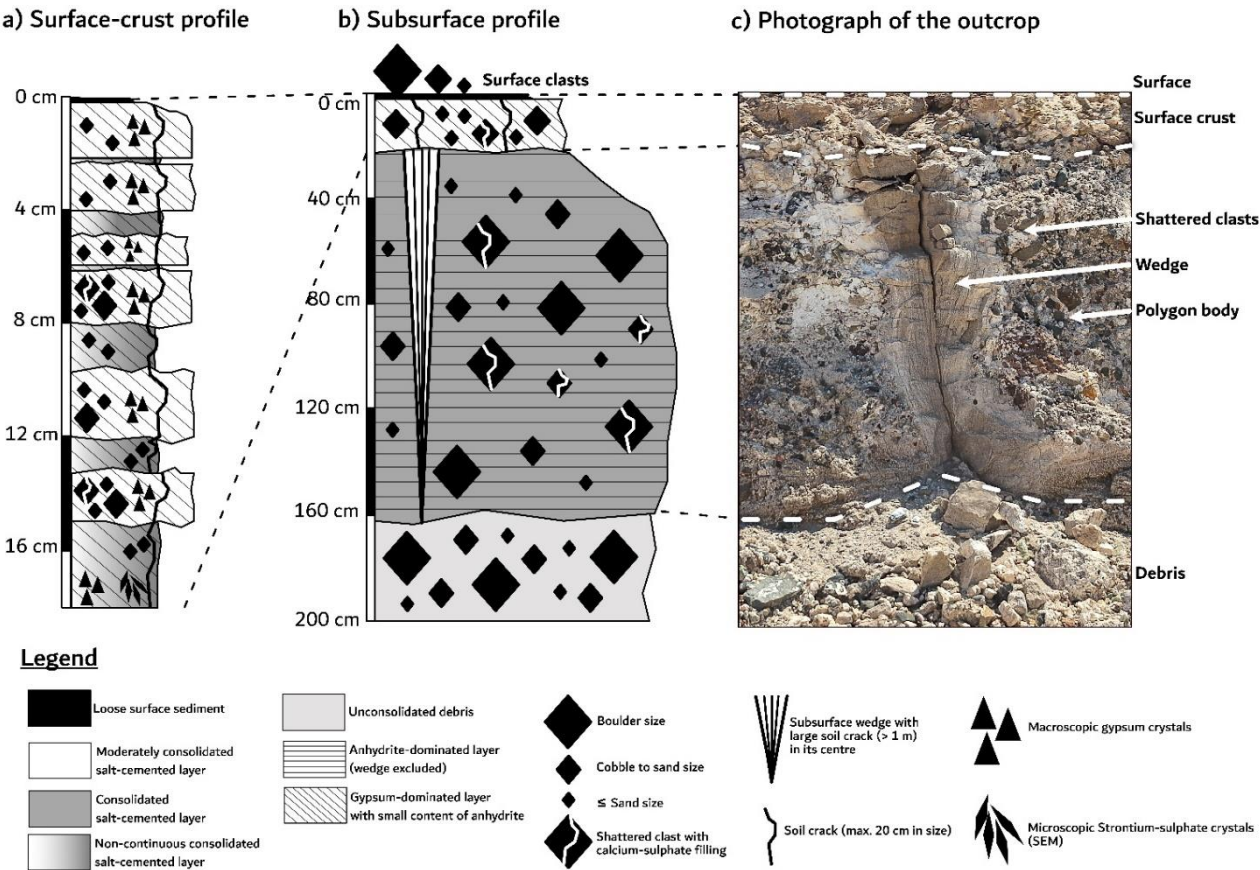 a) Surface-crust profile
b) Subsurface profile
c) Photograph of the outcrop
0 cm
4 cm
8 cm
12 cm
16 cm
Surface clasts
0 cm
40 cm
80 cm
120 cm
160 cm
200 cm
Surface
Surface crust
Shattered clasts
Wedge
Polygon body
Debris
Legend
Loose surface sediment
Moderately consolidated
salt-cemented layer
Consolidated
salt-cemented layer
Non-continuous consolidated
salt-cemented layer
Unconsolidated debris
Anhydrite-dominated layer
(wedge excluded)
Gypsum-dominated layer
with small content of anhydrite
Boulder size
Cobble to sand size
≤ Sand size
Shattered clast with
calcium-sulphate filling
Subsurface wedge with
large soil crack (> 1 m)
in its centre
Soil crack (max. 20 cm in size)
Macroscopic gypsum crystals
Microscopic Strontium-sulphate crystals
(SEM)